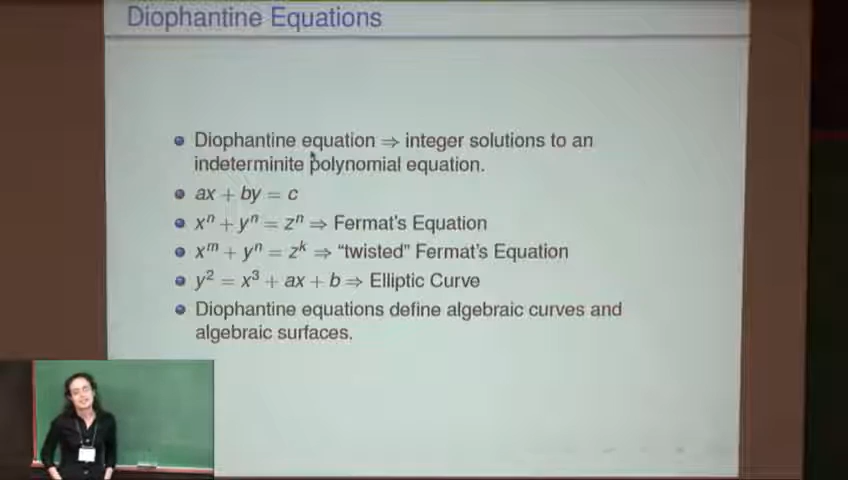 Diophantine Equations
Diophantine equation ⇒ integer solutions to an
indeterminite polynomial equation.
ax + by = c
xⁿ + yⁿ = zⁿ ⇒ Fermat's Equation
xᵐ + yⁿ = zᵏ ⇒ "twisted" Fermat's Equation
y² = x³ + ax + b ⇒ Elliptic Curve
Diophantine equations define algebraic curves and
algebraic surfaces.